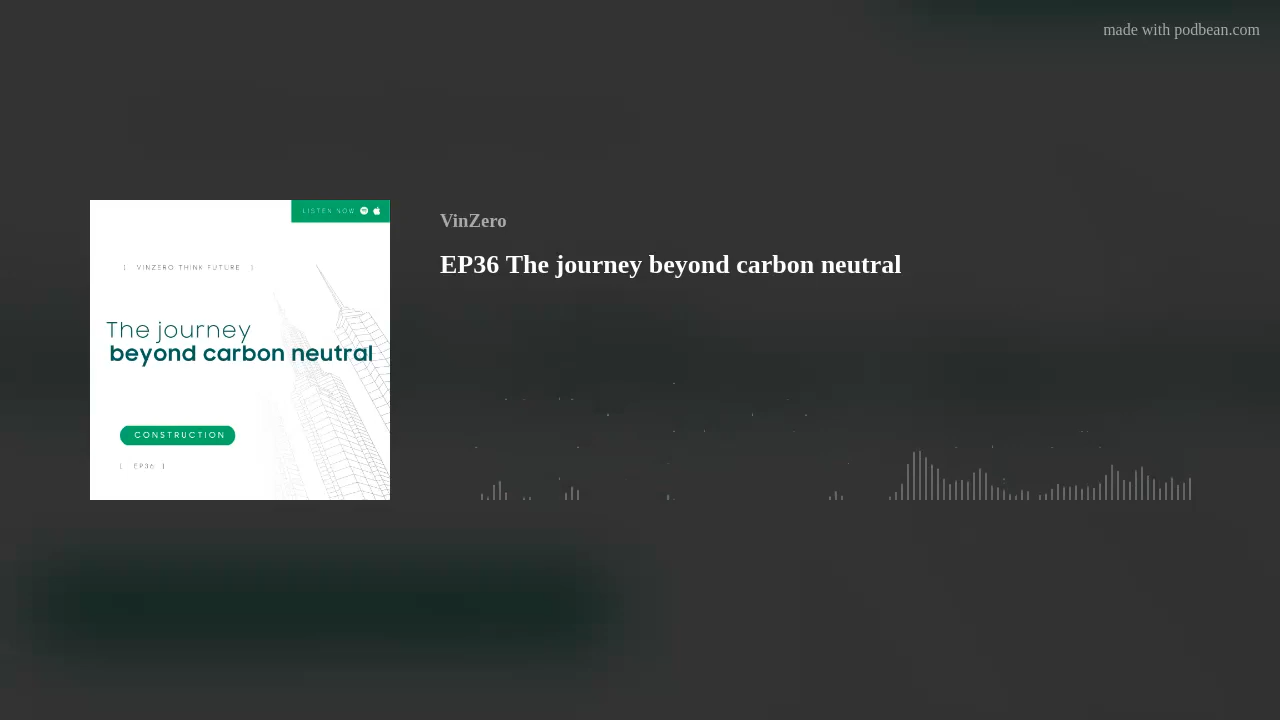 made with podbean.com
LISTEN NOW
[ VINZERO THINK FUTURE ]
The journey
beyond carbon neutral
CONSTRUCTION
[ EP36 ]
VinZero
EP36 The journey beyond carbon neutral